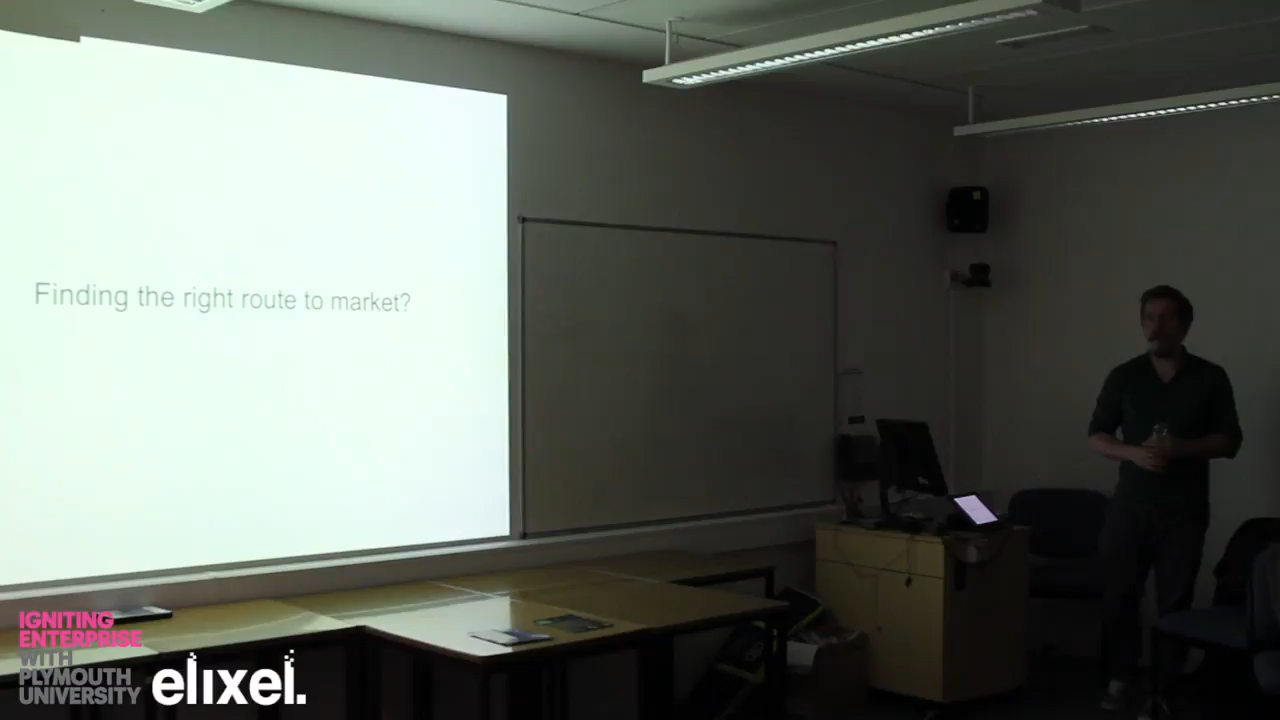 Finding the right route to market?
IGNITING
ENTERPRISE
WITH
PLYMOUTH
UNIVERSITY
elixel.